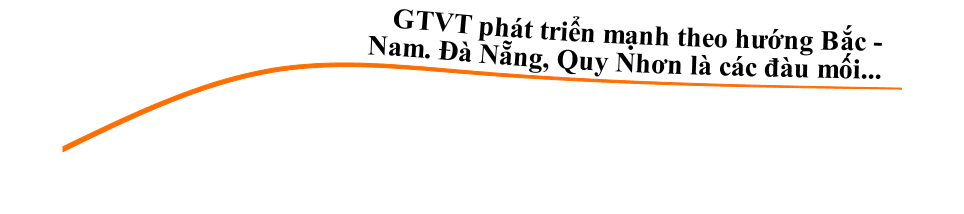 GTVT phát triển mạnh theo hướng Bắc -
Nam. Đà Nẵng, Quy Nhơn là các đàu mối...